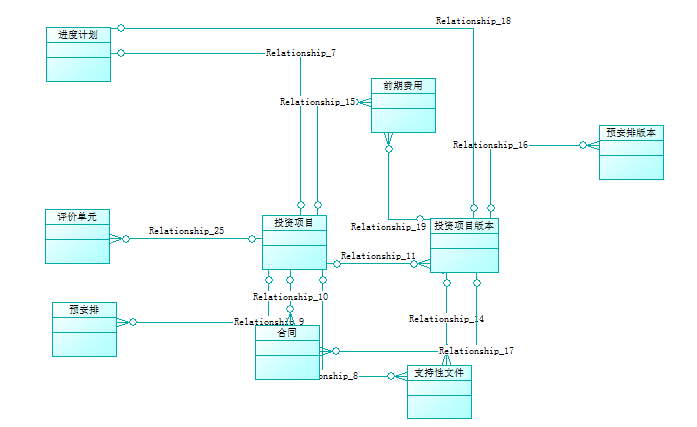 Relationship_18
进度计划
Relationship_7
前期费用
Relationship_15
预安排版本
Relationship_16
评价单元
投资项目
投资项目版本
Relationship_19
Relationship_25
Relationship_11
Relationship_10
预安排
Relationship_9
Relationship_14
合同
Relationship_17
支持性文件
onship_8